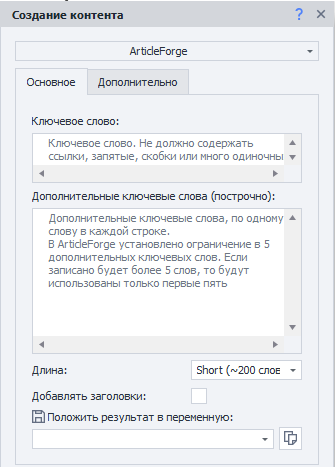 Создание контента
ArticleForge
Основное Дополнительно
Ключевое слово:
Ключевое слово. Не должно содержать
ссылки, запятые, скобки или много одиночны
Дополнительные ключевые слова (построчно):
Дополнительные ключевые слова, по одному
слову в каждой строке.
В ArticleForge установлено ограничение в 5
дополнительных ключевых слов. Если
записано будет более 5 слов, то будут
использованы только первые пять
Длина: Short (~200 слов
Добавлять заголовки:
Положить результат в переменную: